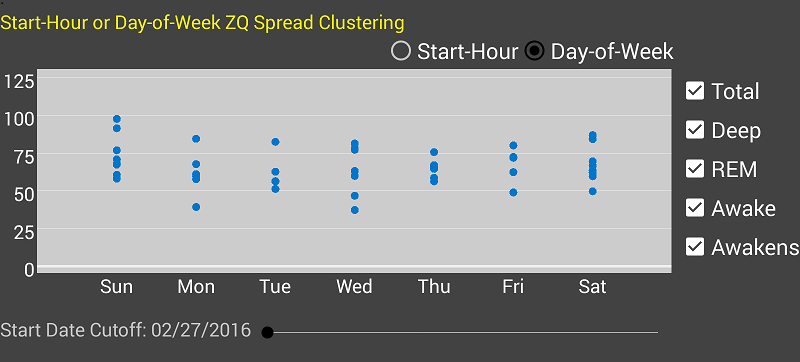 Start-Hour or Day-of-Week ZQ Spread Clustering
Start-Hour Day-of-Week
125
100
75
50
25
0
Total
Deep
REM
Awake
Awakens
Sun Mon Tue Wed Thu Fri Sat
Start Date Cutoff: 02/27/2016